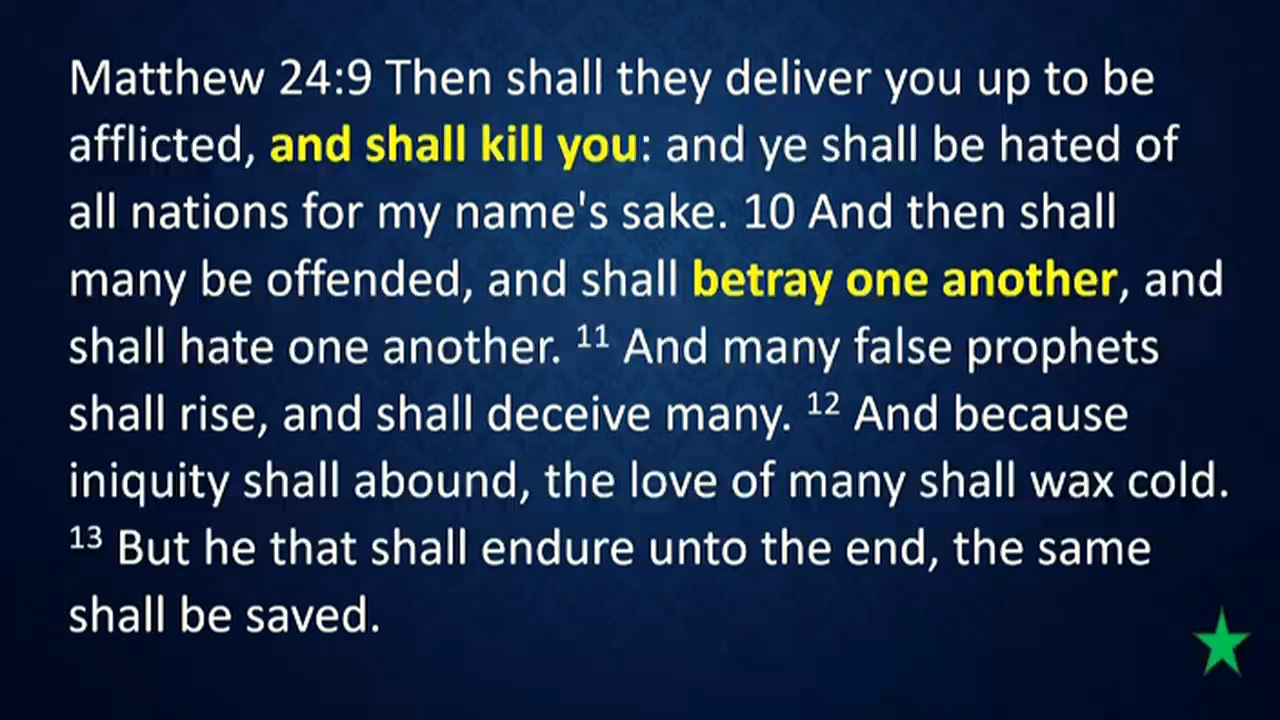 Matthew 24:9 Then shall they deliver you up to be
afflicted, and shall kill you: and ye shall be hated of
all nations for my name's sake. 10 And then shall
many be offended, and shall betray one another, and
shall hate one another. ¹¹ And many false prophets
shall rise, and shall deceive many. ¹² And because
iniquity shall abound, the love of many shall wax cold.
¹³ But he that shall endure unto the end, the same
shall be saved.